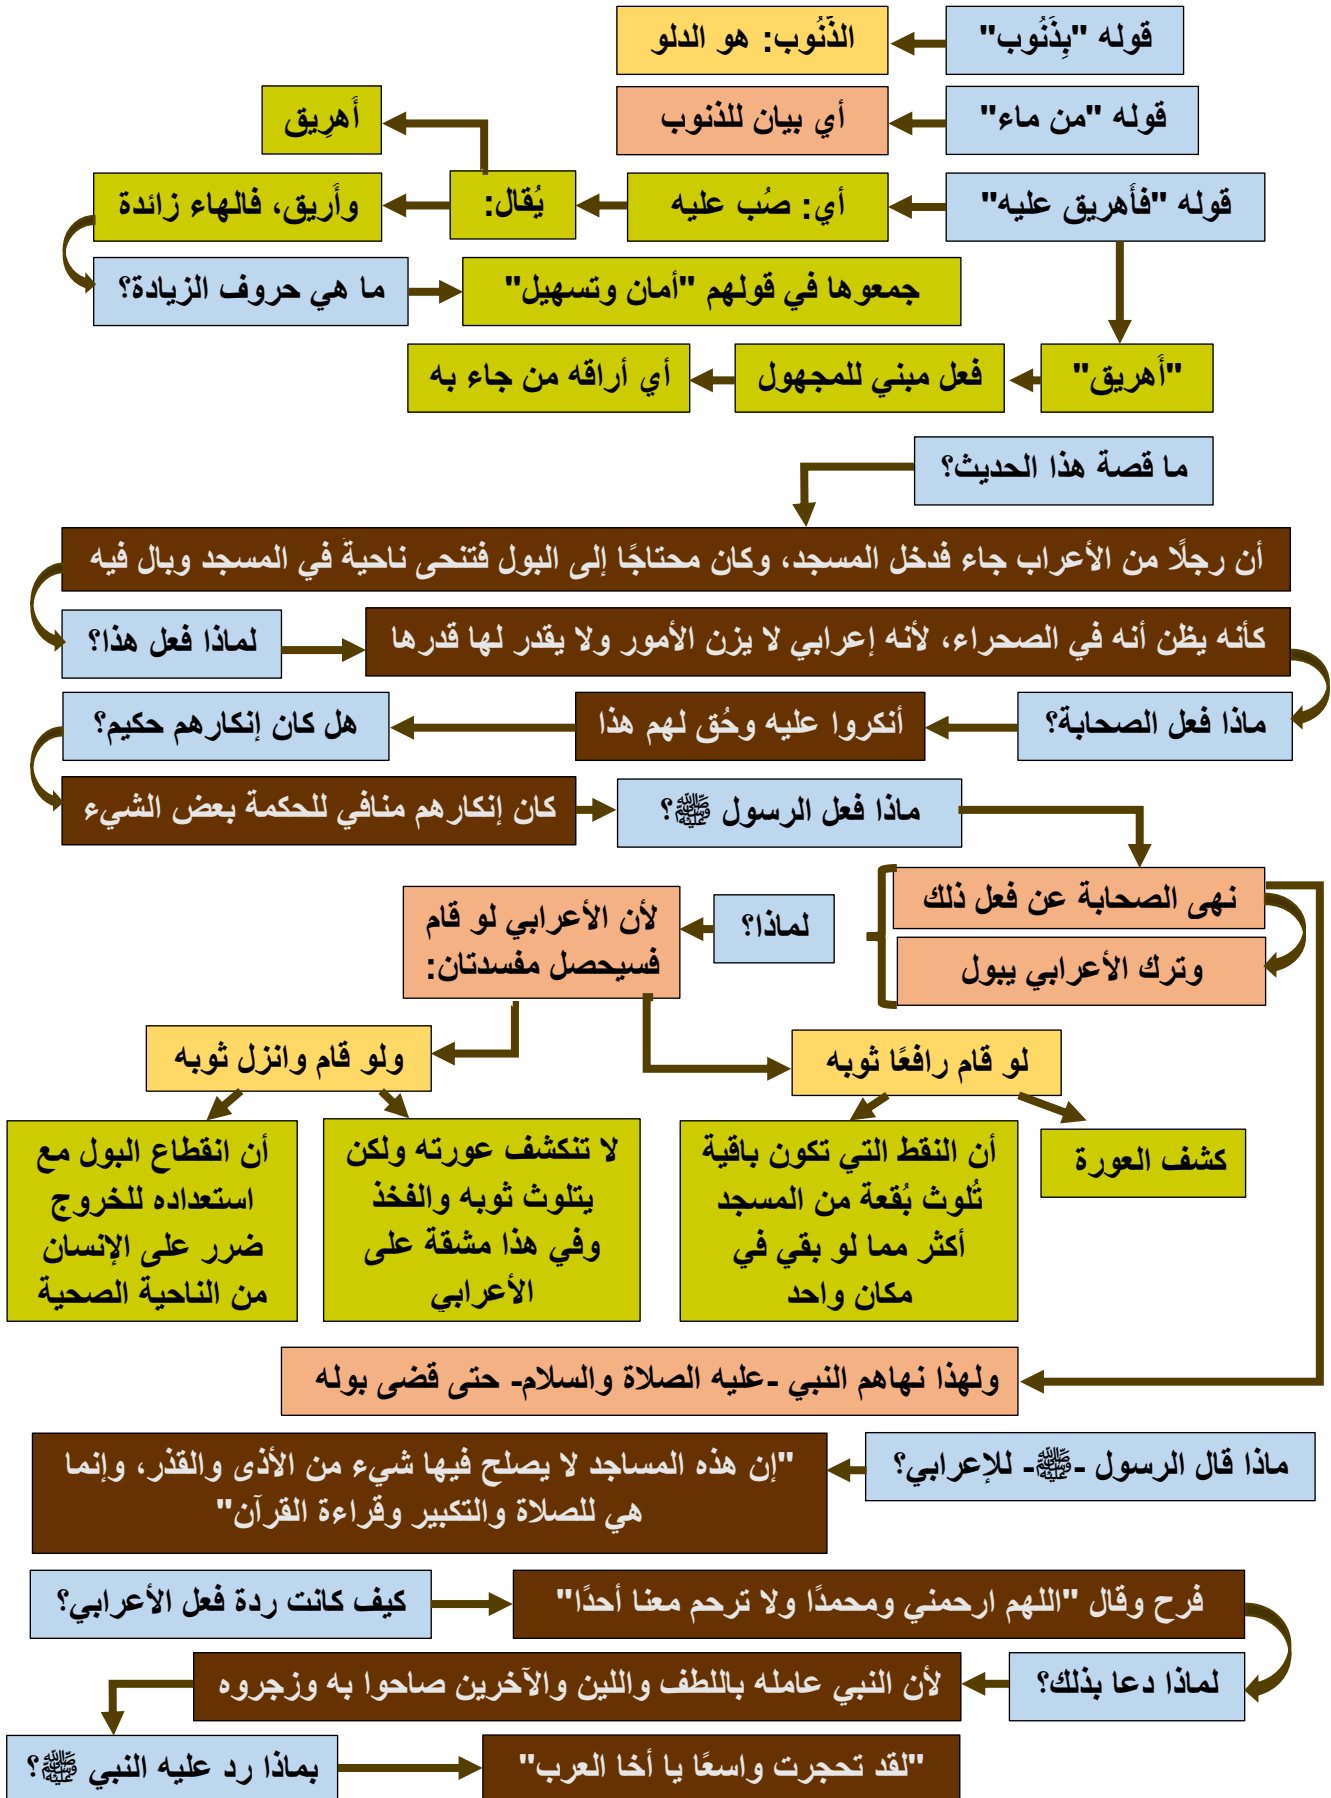 قوله "بِذَنُوب"
الذّنُوب: هو الدلو
قوله "من ماء"
أي بيان للذنوب
أَهرِيق
قوله "فأَهريق عليه"
أي: صُب عليه
يُقال:
وأَريق، فالهاء زائدة
ما هي حروف الزيادة؟
جمعوها في قولهم "أمان وتسهيل"
"أَهريق"
فعل مبني للمجهول
أي أراقه من جاء به
ما قصة هذا الحديث؟
أن رجلًا من الأعراب جاء فدخل المسجد، وكان محتاجًا إلى البول فتنحى ناحيةً في المسجد وبال فيه
لماذا فعل هذا؟
كأنه يظن أنه في الصحراء، لأنه إعرابي لا يزن الأمور ولا يقدر لها قدرها
ماذا فعل الصحابة؟
أنكروا عليه وحُق لهم هذا
هل كان إنكارهم حكيم؟
كان إنكارهم منافي للحكمة بعض الشيء
ماذا فعل الرسول ﷺ؟
نهى الصحابة عن فعل ذلك
وترك الأعرابي يبول
لماذا؟
لأن الأعرابي لو قام
فسيحصل مفسدتان:
لو قام رافعًا ثوبه
ولو قام وانزل ثوبه
كشف العورة
أن النقط التي تكون باقية
تُلوث بُقعة من المسجد
أكثر مما لو بقي في
مكان واحد
لا تنكشف عورته ولكن
يتلوث ثوبه والفخذ
وفي هذا مشقة على
الأعرابي
أن انقطاع البول مع
استعداده للخروج
ضرر على الإنسان
من الناحية الصحية
ولهذا نهاهم النبي -عليه الصلاة والسلام- حتى قضى بوله
ماذا قال الرسول -ﷺ- للإعرابي؟
"إن هذه المساجد لا يصلح فيها شيء من الأذى والقذر، وإنما
هي للصلاة والتكبير وقراءة القرآن"
كيف كانت ردة فعل الأعرابي؟
فرح وقال "اللهم ارحمني ومحمدًا ولا ترحم معنا أحدًا"
لماذا دعا بذلك؟
لأن النبي عامله باللطف واللين والآخرين صاحوا به وزجروه
بماذا رد عليه النبي ﷺ؟
"لقد تحجرت واسعًا يا أخا العرب"